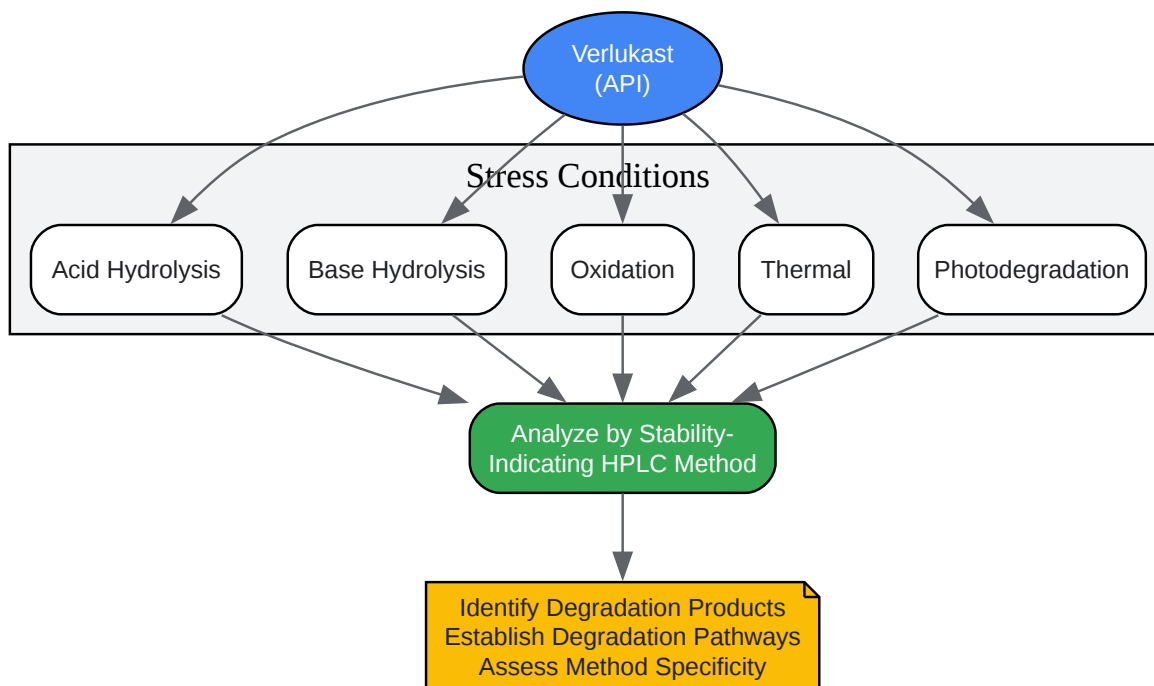 Verlukast
(API)
Stress Conditions
Acid Hydrolysis
Base Hydrolysis
Oxidation
Thermal
Photodegradation
Analyze by Stability-
Indicating HPLC Method
Identify Degradation Products
Establish Degradation Pathways
Assess Method Specificity